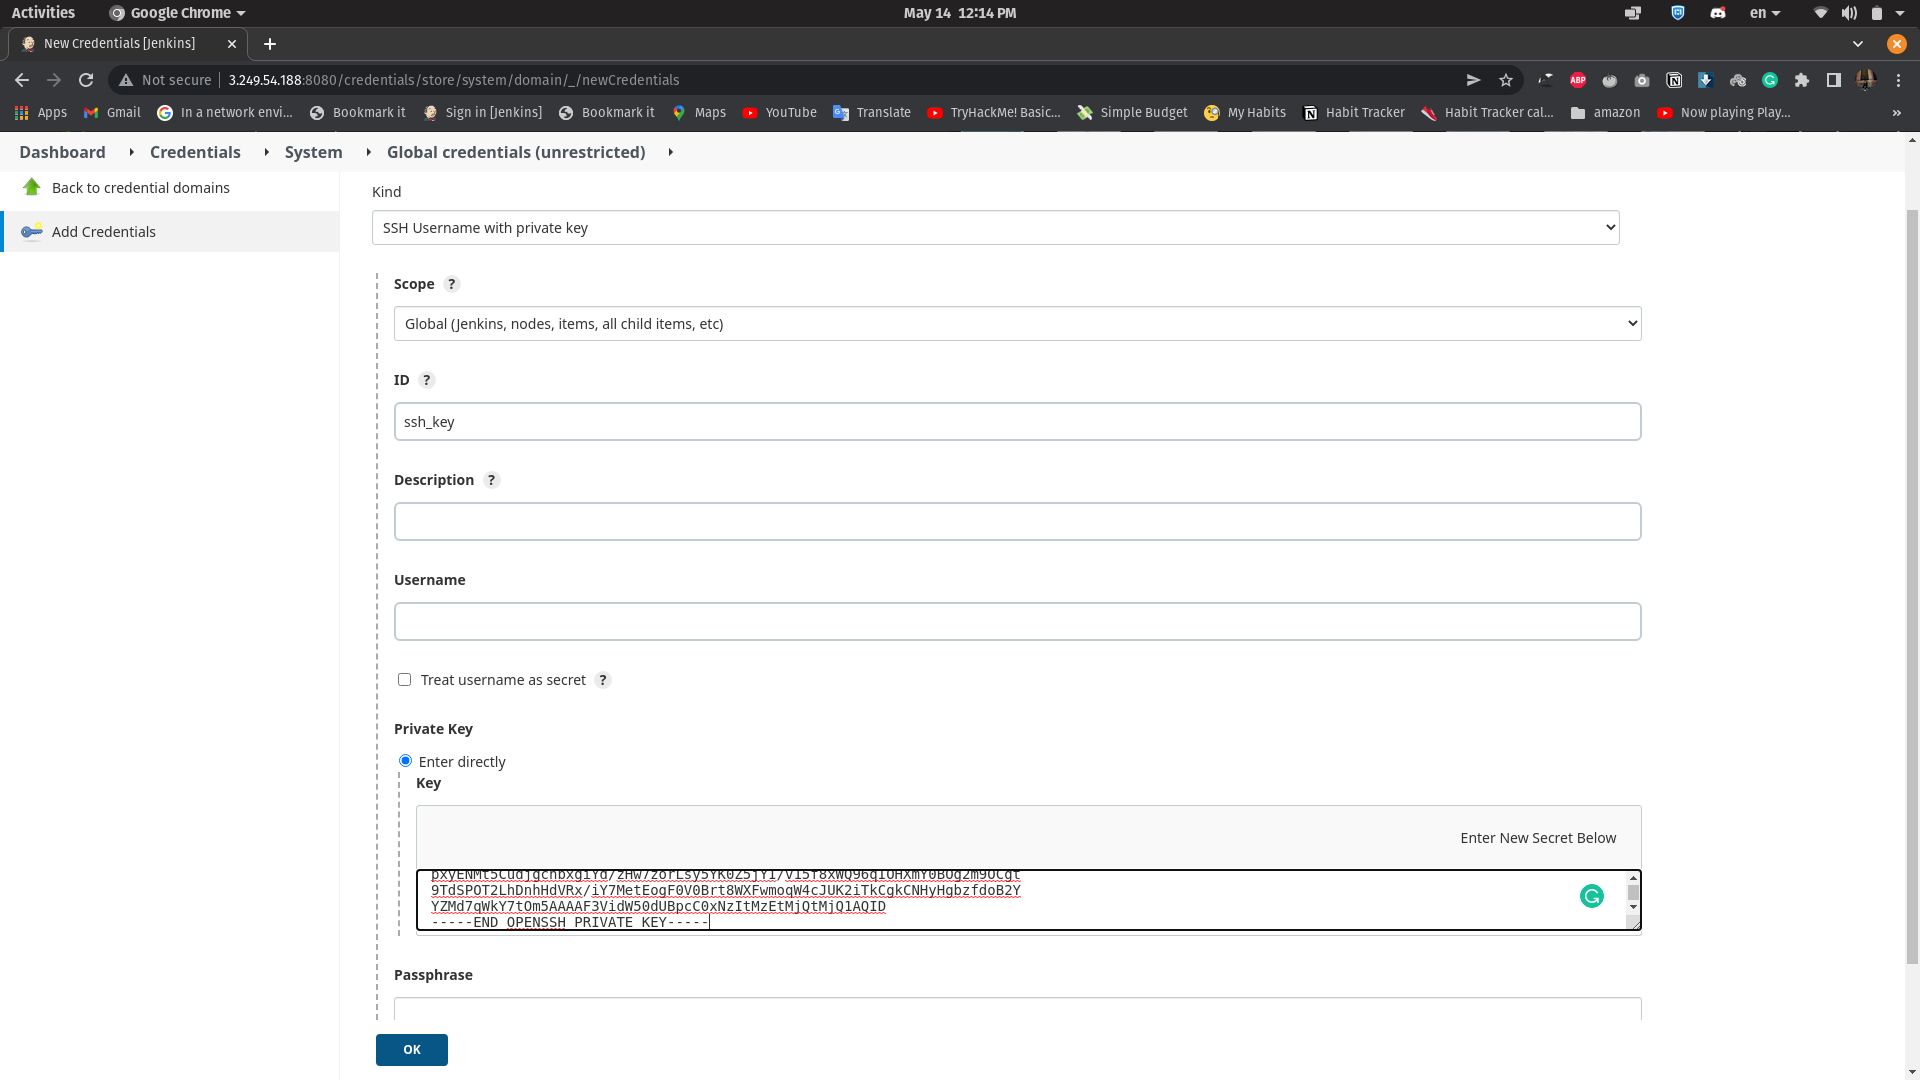 Activities
Google Chrome
May 14 12:14 PM
en
New Credentials [Jenkins]
Not secure
3.249.54.188:8080/credentials/store/system/domain/_/newCredentials
ABP
Apps
Gmail
In a network envi...
Bookmark it
Sign in [Jenkins]
Bookmark it
Maps
YouTube
Translate
TryHackMe! Basic...
Simple Budget
My Habits
Habit Tracker
Habit Tracker cal...
amazon
Now playing Play...
»
Dashboard
Credentials
System
Global credentials (unrestricted)
Back to credential domains
Add Credentials
Kind
SSH Username with private key
Scope ?
Global (Jenkins, nodes, items, all child items, etc)
ID ?
ssh_key
Description ?
Username
Treat username as secret ?
Private Key
Enter directly
Key
Enter New Secret Below
9TdSPOT2LhDnhHdVRx/iY7MetEogF0V0Brt8WXFwmoqW4cJUK2iTkCgkCNHyHgbzfdoB2Y
YZMd7qWkY7tOm5AAAAF3VidW50dUBpcC0xNzItMzEtMjQtMjQ1AQID
-----END OPENSSH PRIVATE KEY-----
Passphrase
OK